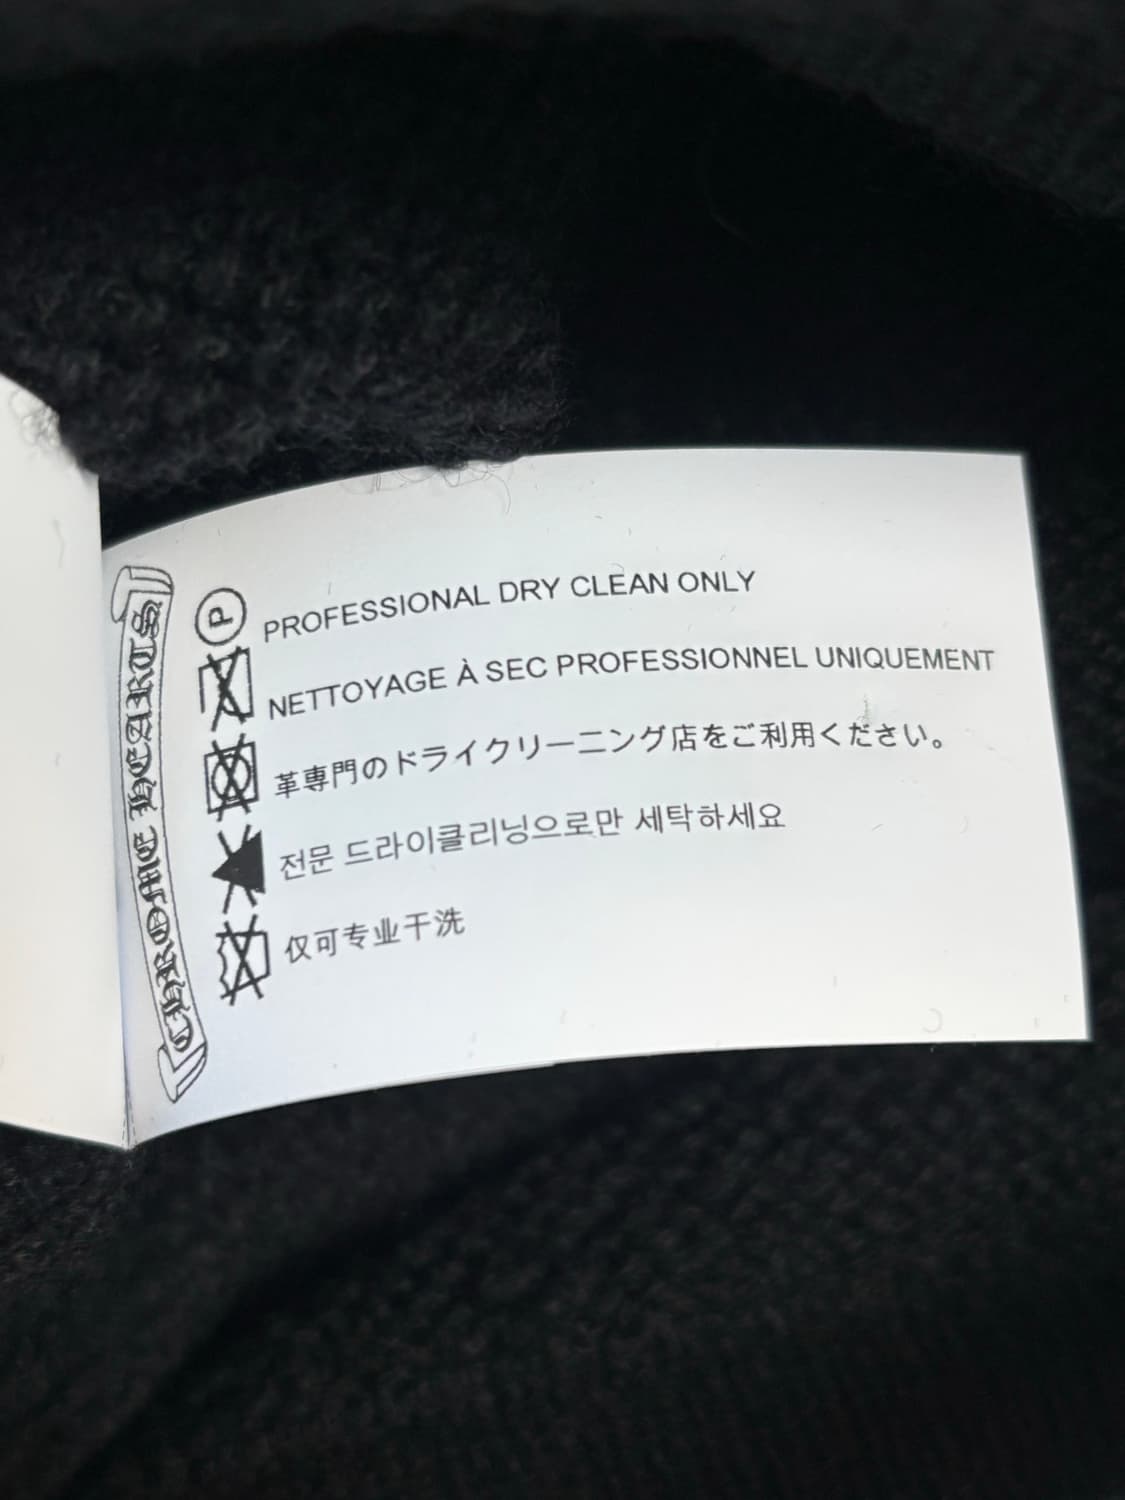 CHROME HEARTS
P
PROFESSIONAL DRY CLEAN ONLY
NETTOYAGE À SEC PROFESSIONNEL UNIQUEMENT
革専門のドライクリーニング店をご利用ください。
전문 드라이클리닝으로만 세탁하세요
仅可专业干洗